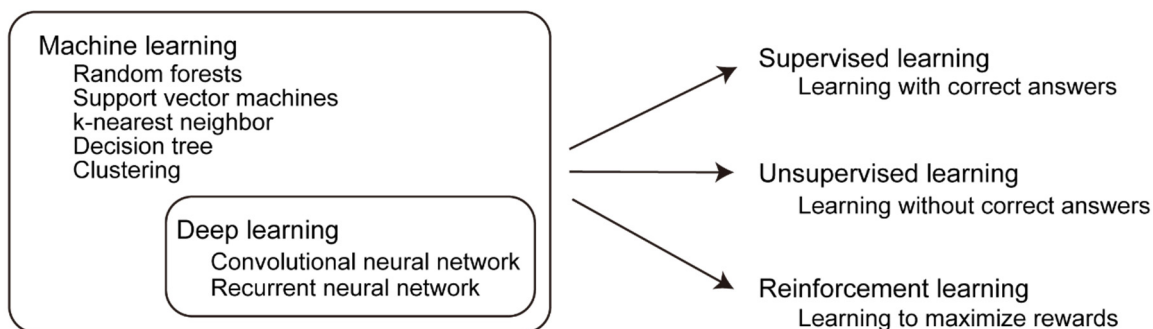 Machine learning
Random forests
Support vector machines
k-nearest neighbor
Decision tree
Clustering
Deep learning
Convolutional neural network
Recurrent neural network
Supervised learning
Learning with correct answers
Unsupervised learning
Learning without correct answers
Reinforcement learning
Learning to maximize rewards